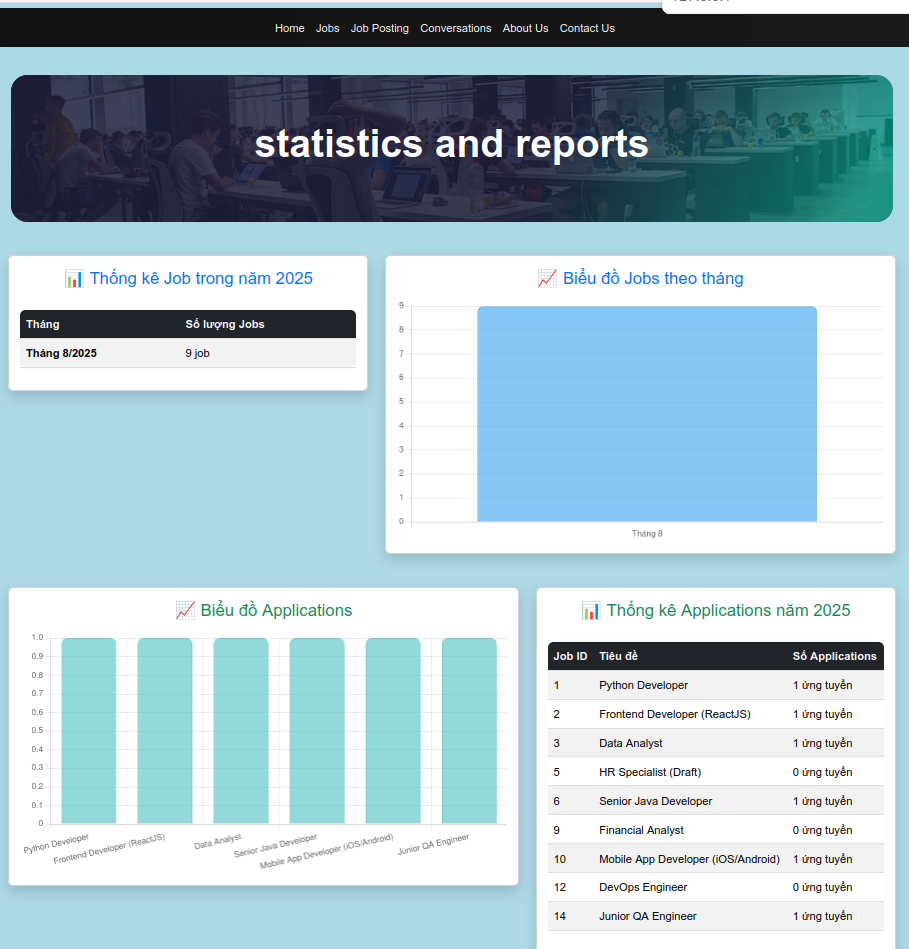 Home Jobs Job Posting Conversations About Us Contact Us
statistics and reports
📊 Thống kê Job trong năm 2025
Tháng Số lượng Jobs
Tháng 8/2025 9 job
📈 Biểu đồ Jobs theo tháng
9
8
7
6
5
4
3
2
1
0
Tháng 8
📈 Biểu đồ Applications
1.0
0.9
0.8
0.7
0.6
0.5
0.4
0.3
0.2
0.1
0
Python Developer
Frontend Developer (ReactJS)
Data Analyst
Senior Java Developer
Mobile App Developer (iOS/Android)
Junior QA Engineer
📊 Thống kê Applications năm 2025
Job ID Tiêu đề Số Applications
1 Python Developer 1 ứng tuyển
2 Frontend Developer (ReactJS) 1 ứng tuyển
3 Data Analyst 1 ứng tuyển
5 HR Specialist (Draft) 0 ứng tuyển
6 Senior Java Developer 1 ứng tuyển
9 Financial Analyst 0 ứng tuyển
10 Mobile App Developer (iOS/Android) 1 ứng tuyển
12 DevOps Engineer 0 ứng tuyển
14 Junior QA Engineer 1 ứng tuyển